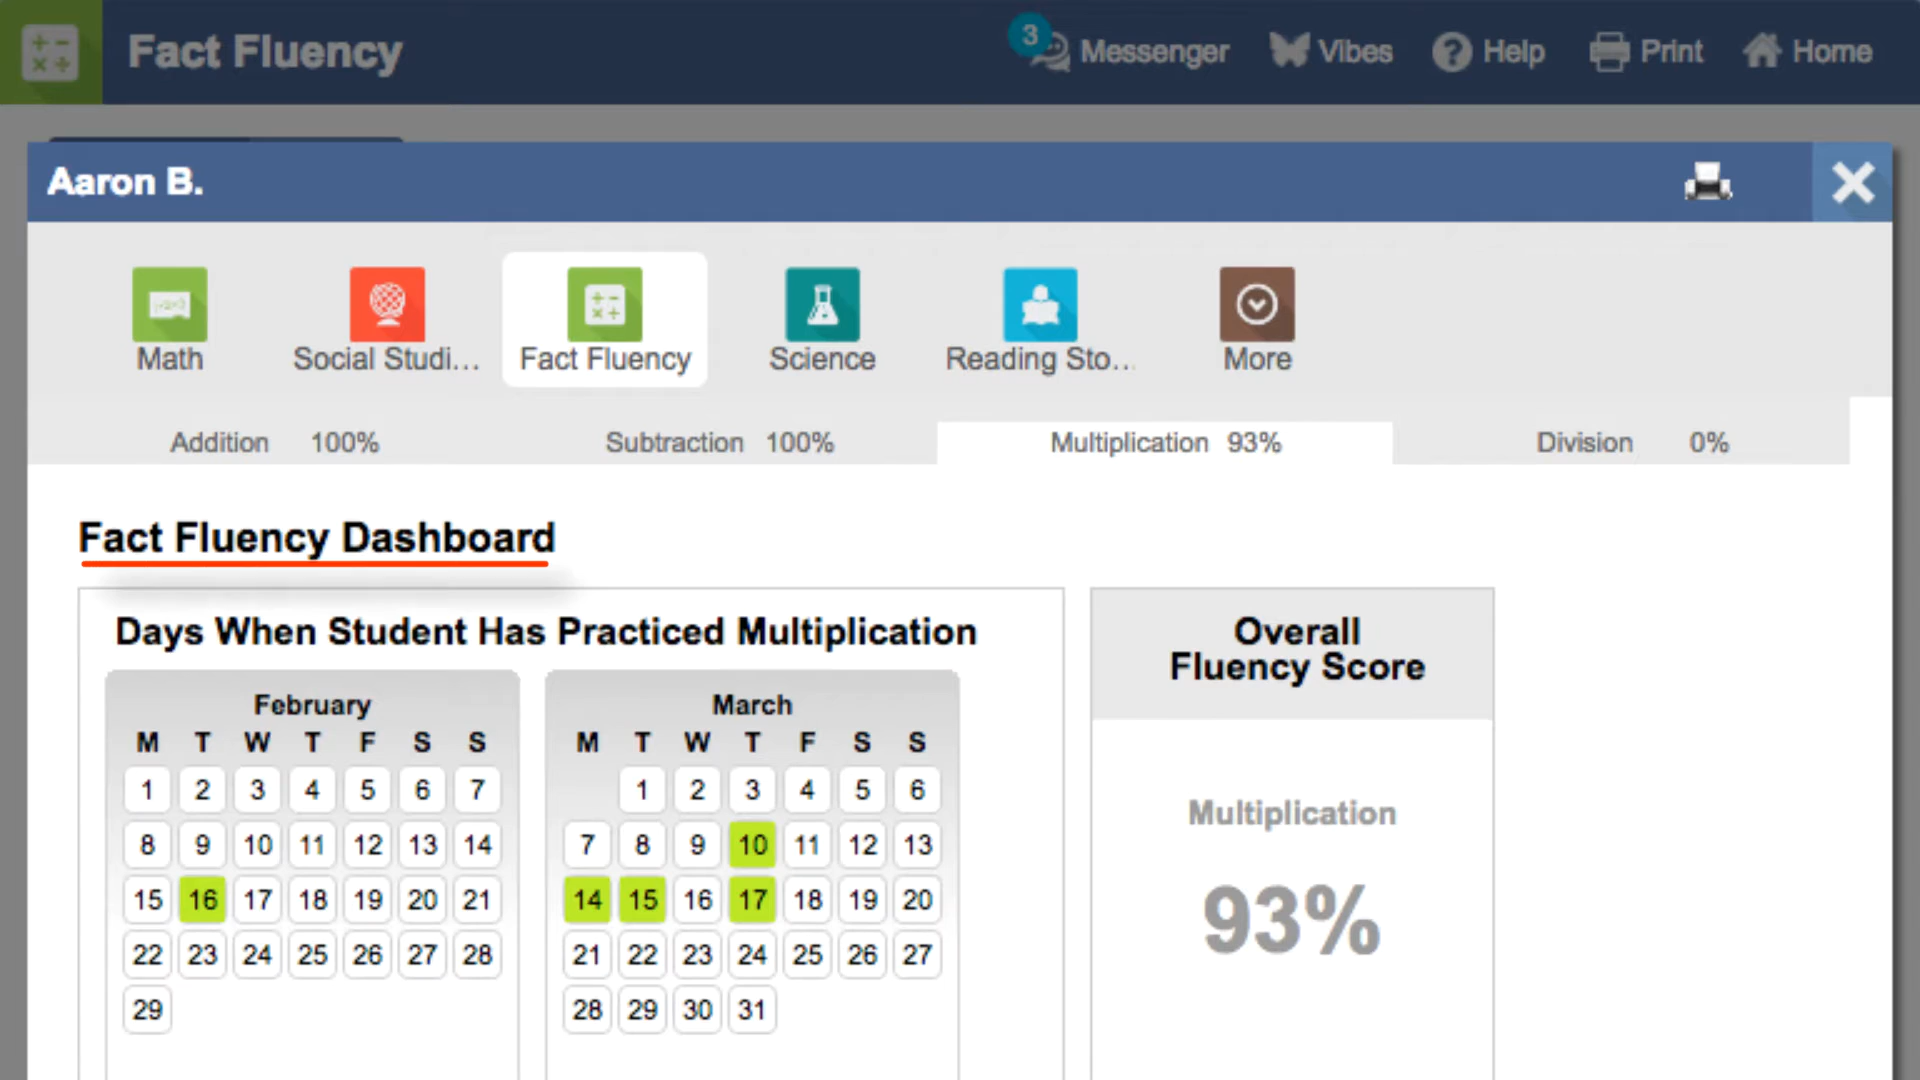 Fact Fluency
3 Messenger Vibes Help Print Home
Aaron B.
Math Social Studi... Fact Fluency Science Reading Sto... More
Addition 100% Subtraction 100% Multiplication 93% Division 0%
Fact Fluency Dashboard
Days When Student Has Practiced Multiplication
February
M T W T F S S
1 2 3 4 5 6 7
8 9 10 11 12 13 14
15 16 17 18 19 20 21
22 23 24 25 26 27 28
29
March
M T W T F S S
1 2 3 4 5 6
7 8 9 10 11 12 13
14 15 16 17 18 19 20
21 22 23 24 25 26 27
28 29 30 31
Overall
Fluency Score
Multiplication
93%